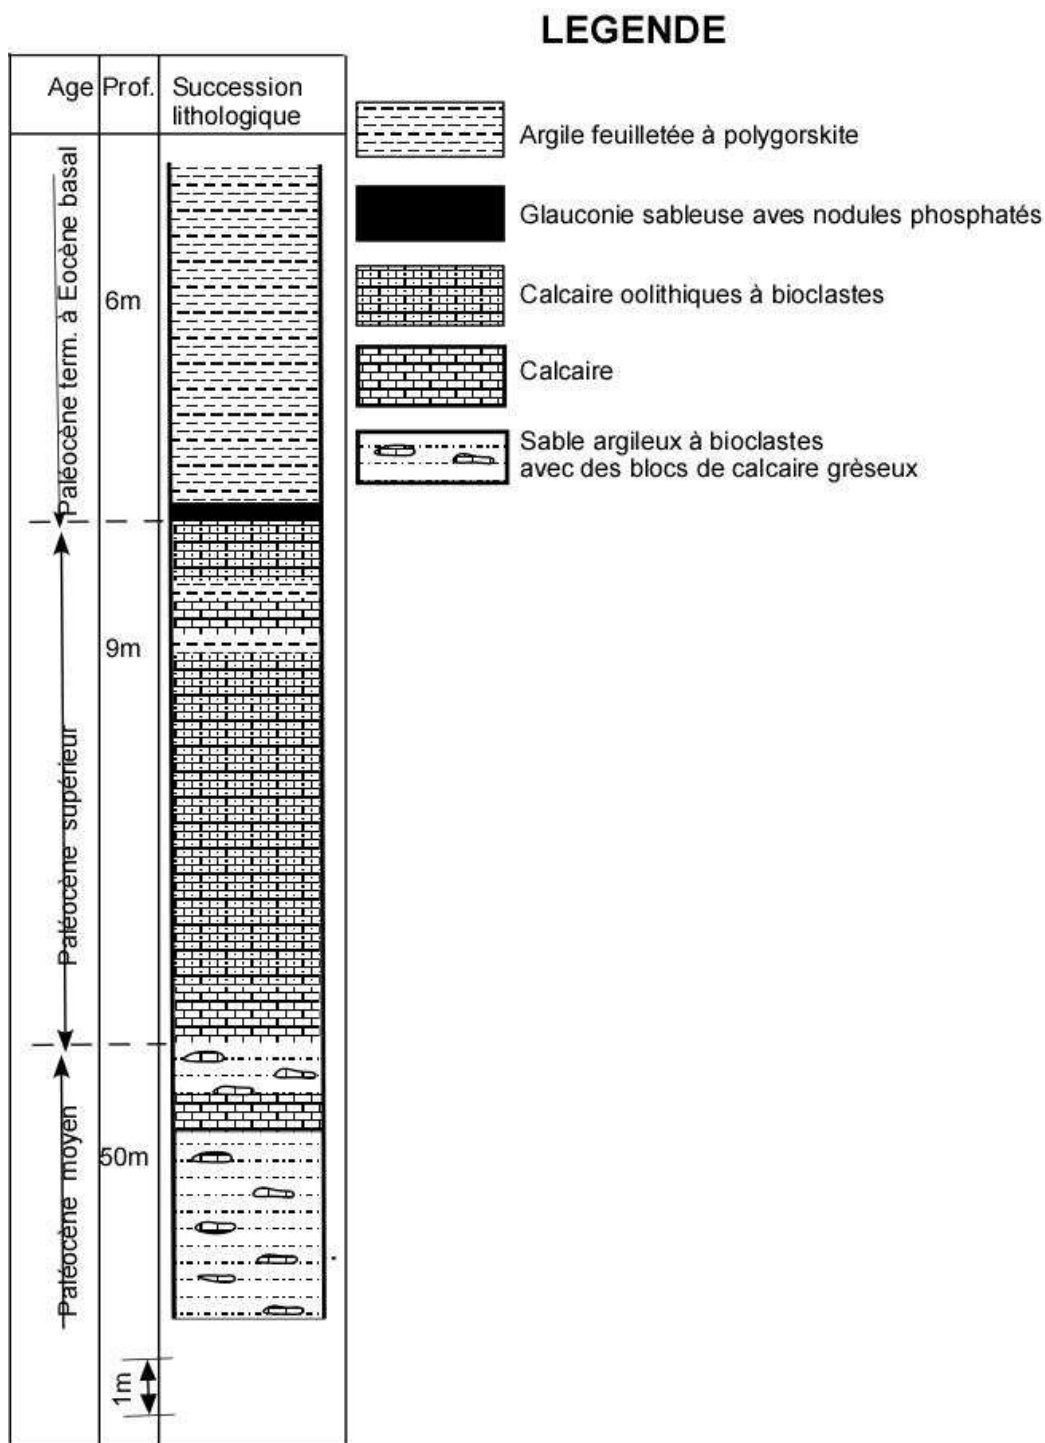 LEGENDE
Age
Prof.
Succession
lithologique
Argile feuilletée à polygorskite
Glauconie sableuse aves nodules phosphatés
Calcaire oolithiques à bioclastes
Calcaire
Sable argileux à bioclastes
avec des blocs de calcaire grèseux
Paléocène term. à Eocène basal
6m
Paléocène supérieur
9m
Paléocène moyen
50m
1m